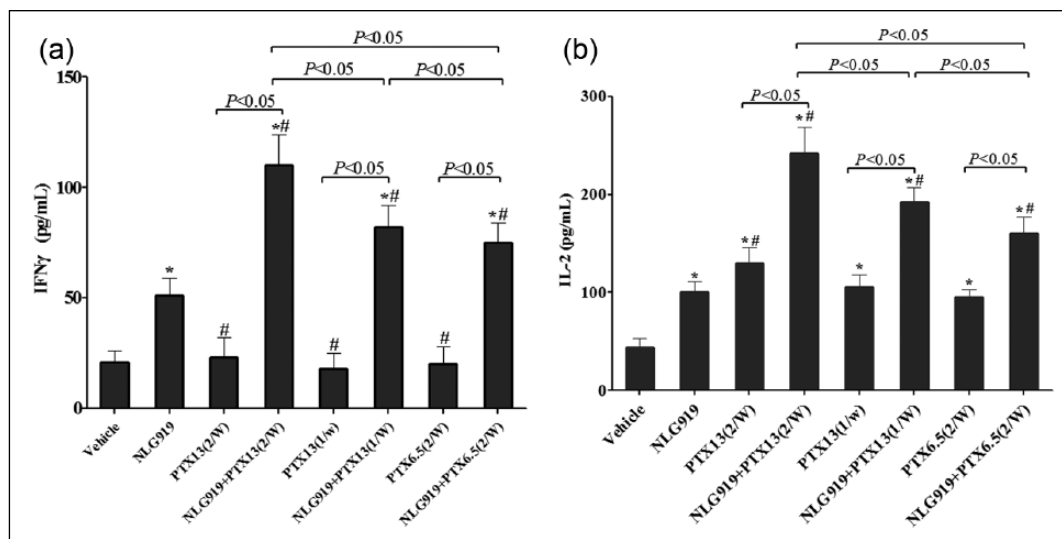 (a)
P<0.05
P<0.05 P<0.05
P<0.05
*#
P<0.05
*#
P<0.05
*#
*
#
#
#
150
100
50
0
IFNγ (pg/mL)
Vehicle
NLG919
PTX13(2/W)
NLG919+PTX13(2/W)
PTX13(1/w)
NLG919+PTX13(1/W)
PTX6.5(2/W)
NLG919+PTX6.5(2/W)
(b)
P<0.05
P<0.05 P<0.05
P<0.05
*#
P<0.05
*#
P<0.05
*#
*
*#
*
*
300
200
100
0
IL-2 (pg/mL)
Vehicle
NLG919
PTX13(2/W)
NLG919+PTX13(2/W)
PTX13(1/w)
NLG919+PTX13(1/W)
PTX6.5(2/W)
NLG919+PTX6.5(2/W)